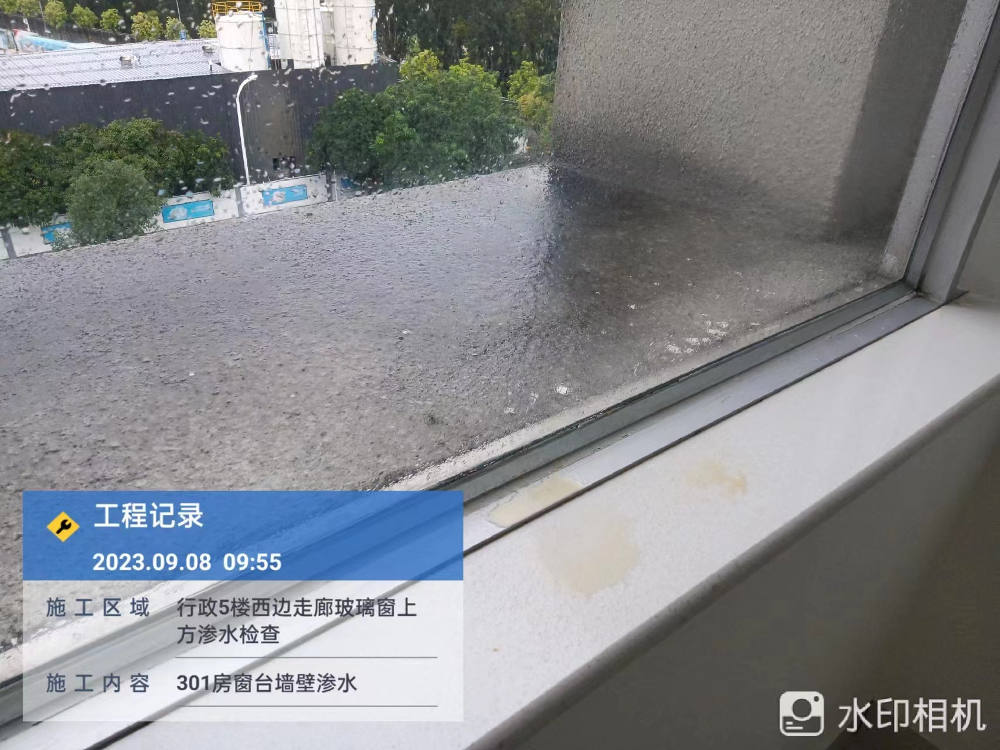 工程记录
2023.09.08 09:55
施工区域 行政5楼西边走廊玻璃窗上
方渗水检查
施工内容 301房窗台墙壁渗水
水印相机